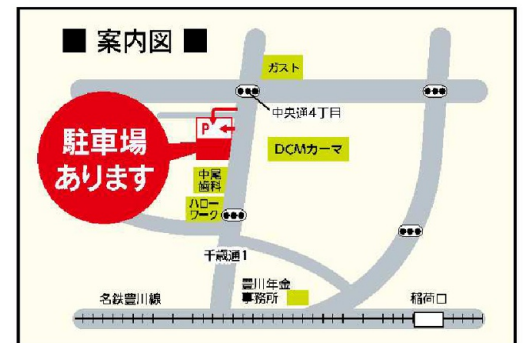 ■ 案内図 ■
ガスト
中央通4丁目
P
駐車場
あります
DCMカーマ
中尾
歯科
ハロー
ワーク
千歳通1
豊川年金
事務所
名鉄豊川線
稲荷口